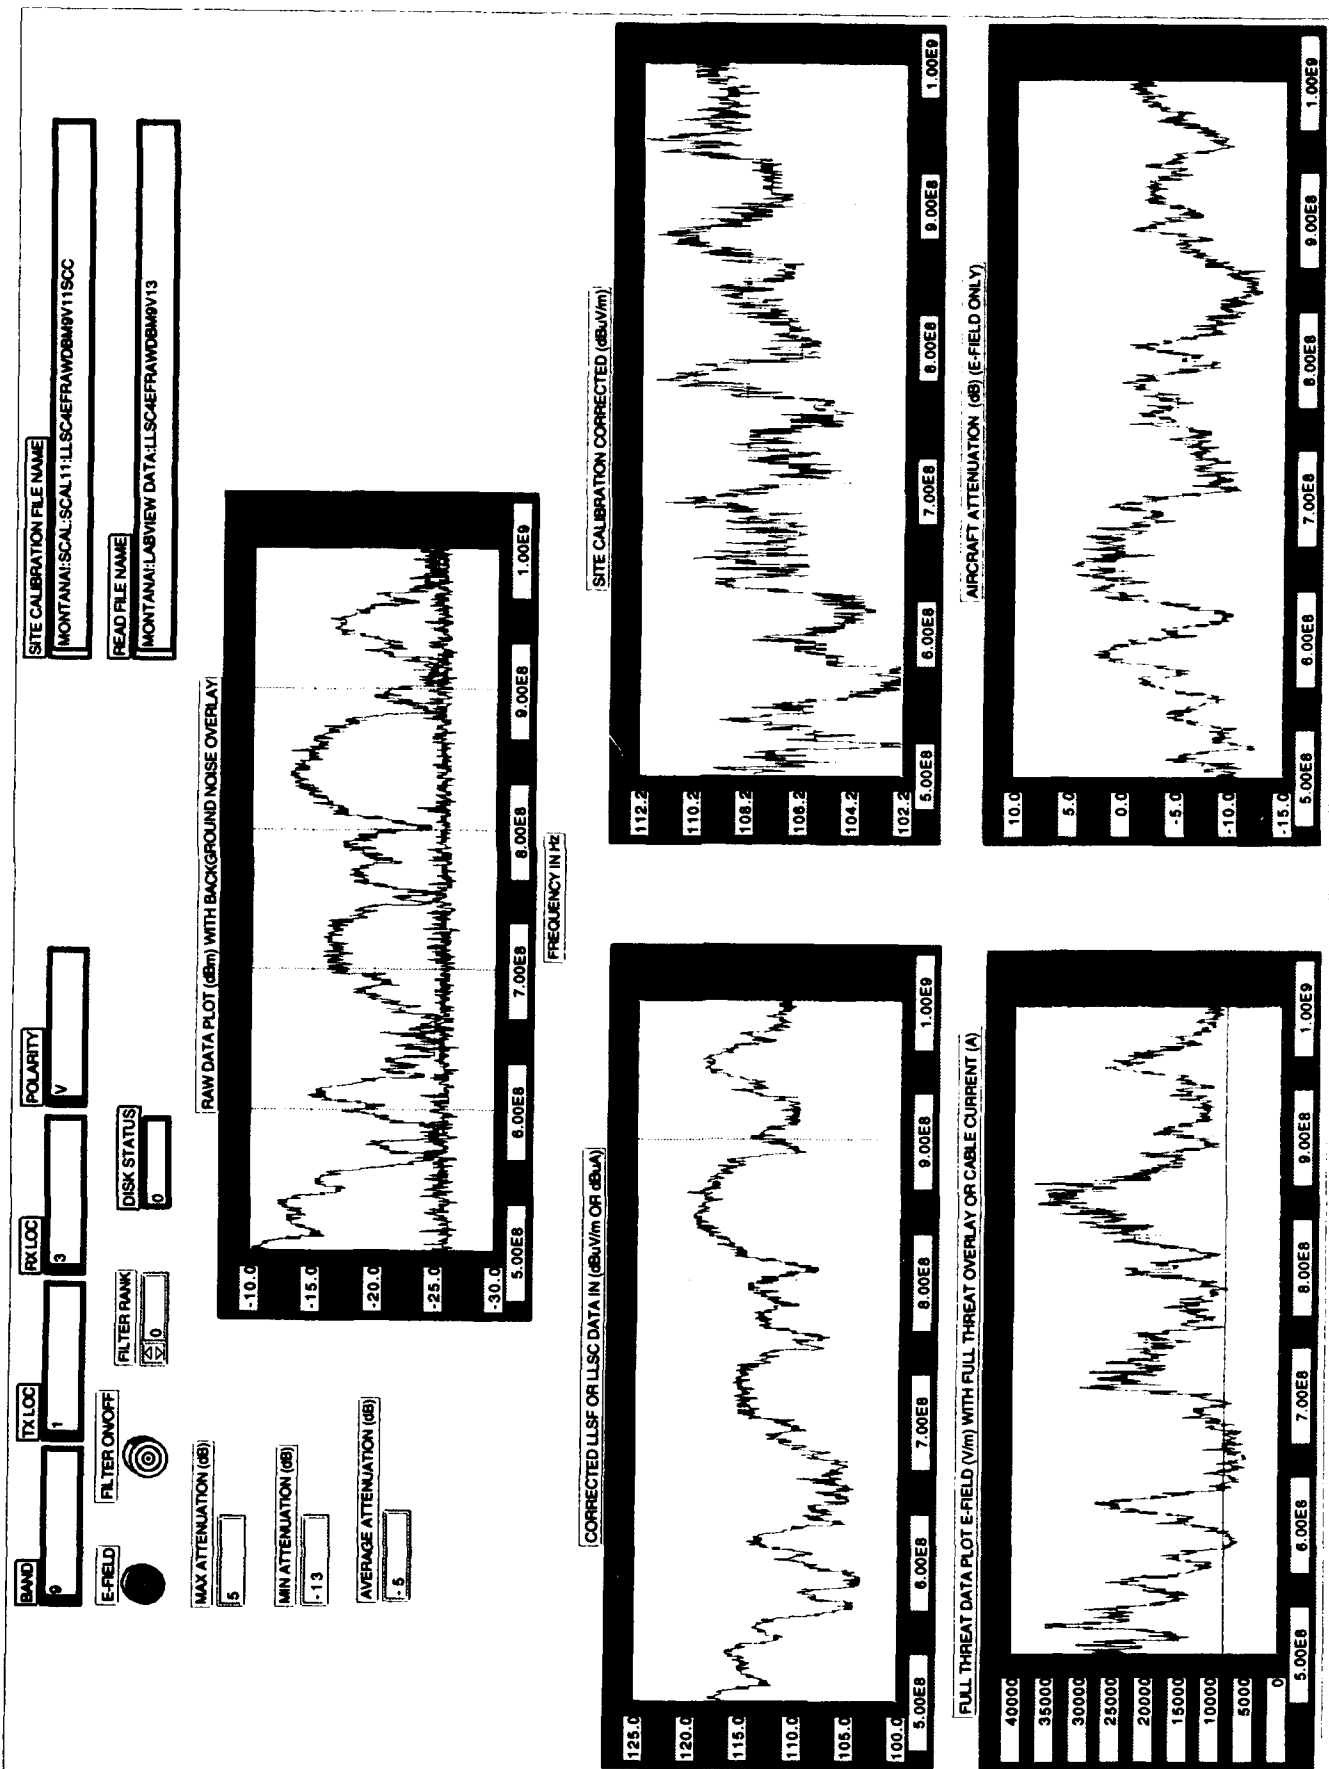 BAND
9
TX LOC
1
RX LOC
3
POLARITY
V
SITE CALIBRATION FILE NAME
MONTANAI:SCAL:SCAL11:LLSC4EFRAWDBM9V11SCC
E-FIELD
FILTER ON/OFF
FILTER RANK
0
DISK STATUS
0
READ FILE NAME
MONTANAI:LABVIEW DATA:LLSC4EFRAWDBM9V13
MAX ATTENUATION (dB)
5
MIN ATTENUATION (dB)
-13
AVERAGE ATTENUATION (dB)
-5
RAW DATA PLOT (dBm) WITH BACKGROUND NOISE OVERLAY
-10.0
-15.0
-20.0
-25.0
-30.0
5.00E8 6.00E8 7.00E8 8.00E8 9.00E8 1.00E9
FREQUENCY IN Hz
CORRECTED LLSF OR LLSC DATA IN (dBuV/m OR dBuA)
125.0
120.0
115.0
110.0
105.0
100.0
5.00E8 6.00E8 7.00E8 8.00E8 9.00E8 1.00E9
SITE CALIBRATION CORRECTED (dBuV/m)
112.2
110.2
108.2
106.2
104.2
102.2
5.00E8 6.00E8 7.00E8 8.00E8 9.00E8 1.00E9
FULL THREAT DATA PLOT E-FIELD (V/m) WITH FULL THREAT OVERLAY OR CABLE CURRENT (A)
40000
35000
30000
25000
20000
15000
10000
5000
0
5.00E8 6.00E8 7.00E8 8.00E8 9.00E8 1.00E9
AIRCRAFT ATTENUATION (dB) (E-FIELD ONLY)
10.0
5.0
0.0
-5.0
-10.0
-15.0
5.00E8 6.00E8 7.00E8 8.00E8 9.00E8 1.00E9